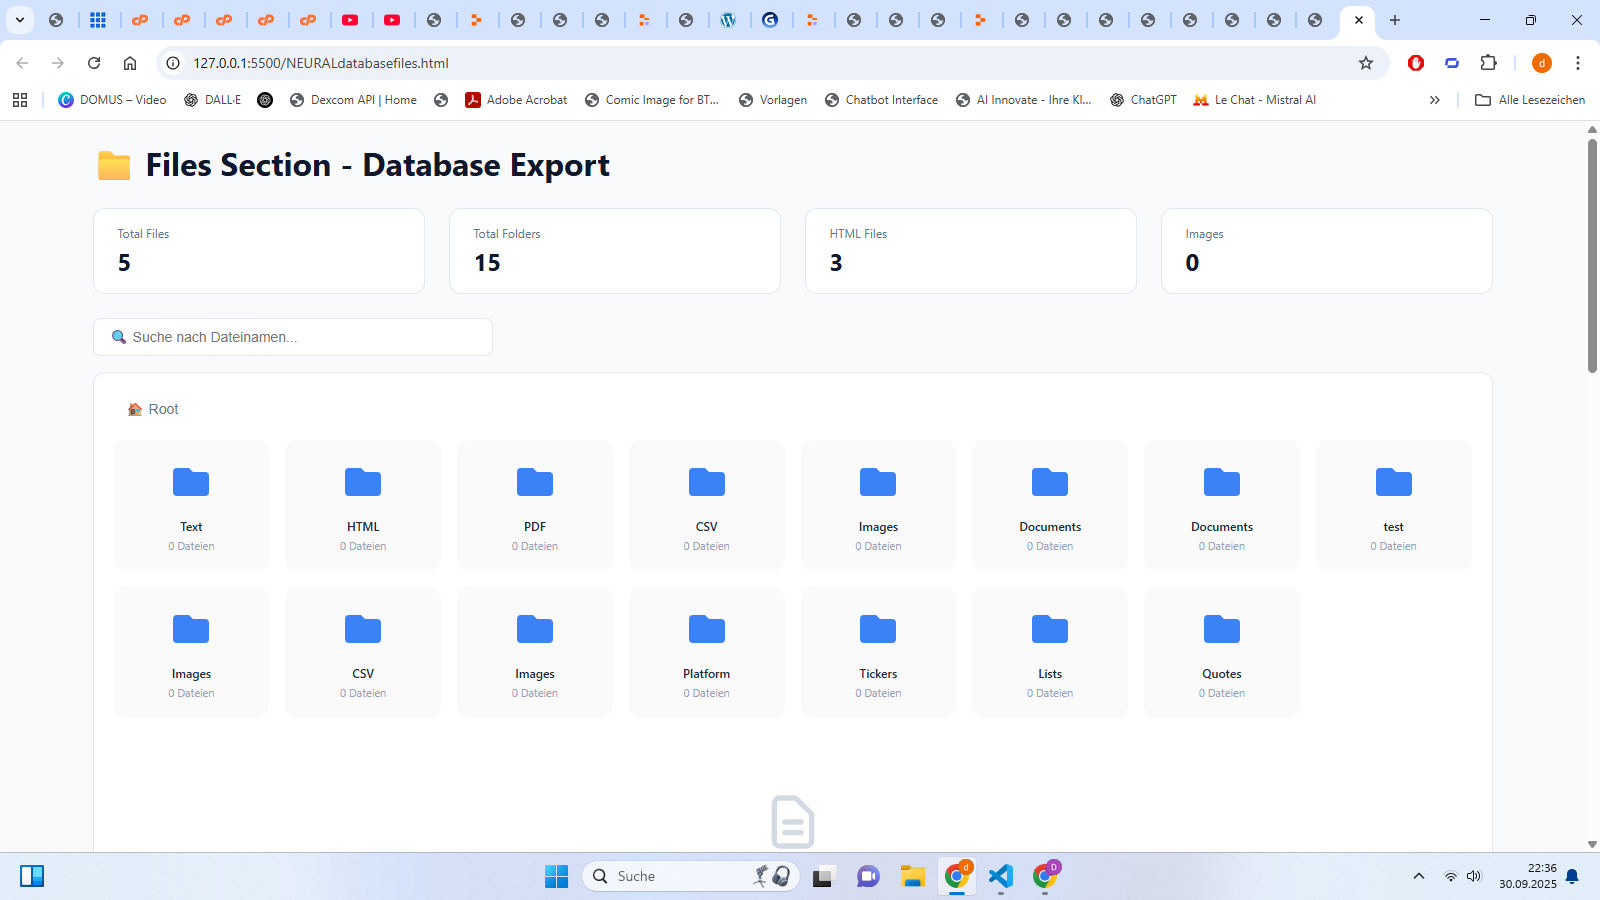 127.0.0.1:5500/NEURALdatabasefiles.html
d
DOMUS – Video
DALL·E
Dexcom API | Home
Adobe Acrobat
Comic Image for BT...
Vorlagen
Chatbot Interface
AI Innovate - Ihre KI...
ChatGPT
Le Chat - Mistral AI
Alle Lesezeichen
Files Section - Database Export
Total Files
5
Total Folders
15
HTML Files
3
Images
0
Suche nach Dateinamen...
Root
Text
0 Dateien
HTML
0 Dateien
PDF
0 Dateien
CSV
0 Dateien
Images
0 Dateien
Documents
0 Dateien
Documents
0 Dateien
test
0 Dateien
Images
0 Dateien
CSV
0 Dateien
Images
0 Dateien
Platform
0 Dateien
Tickers
0 Dateien
Lists
0 Dateien
Quotes
0 Dateien
Suche
d
D
22:36
30.09.2025